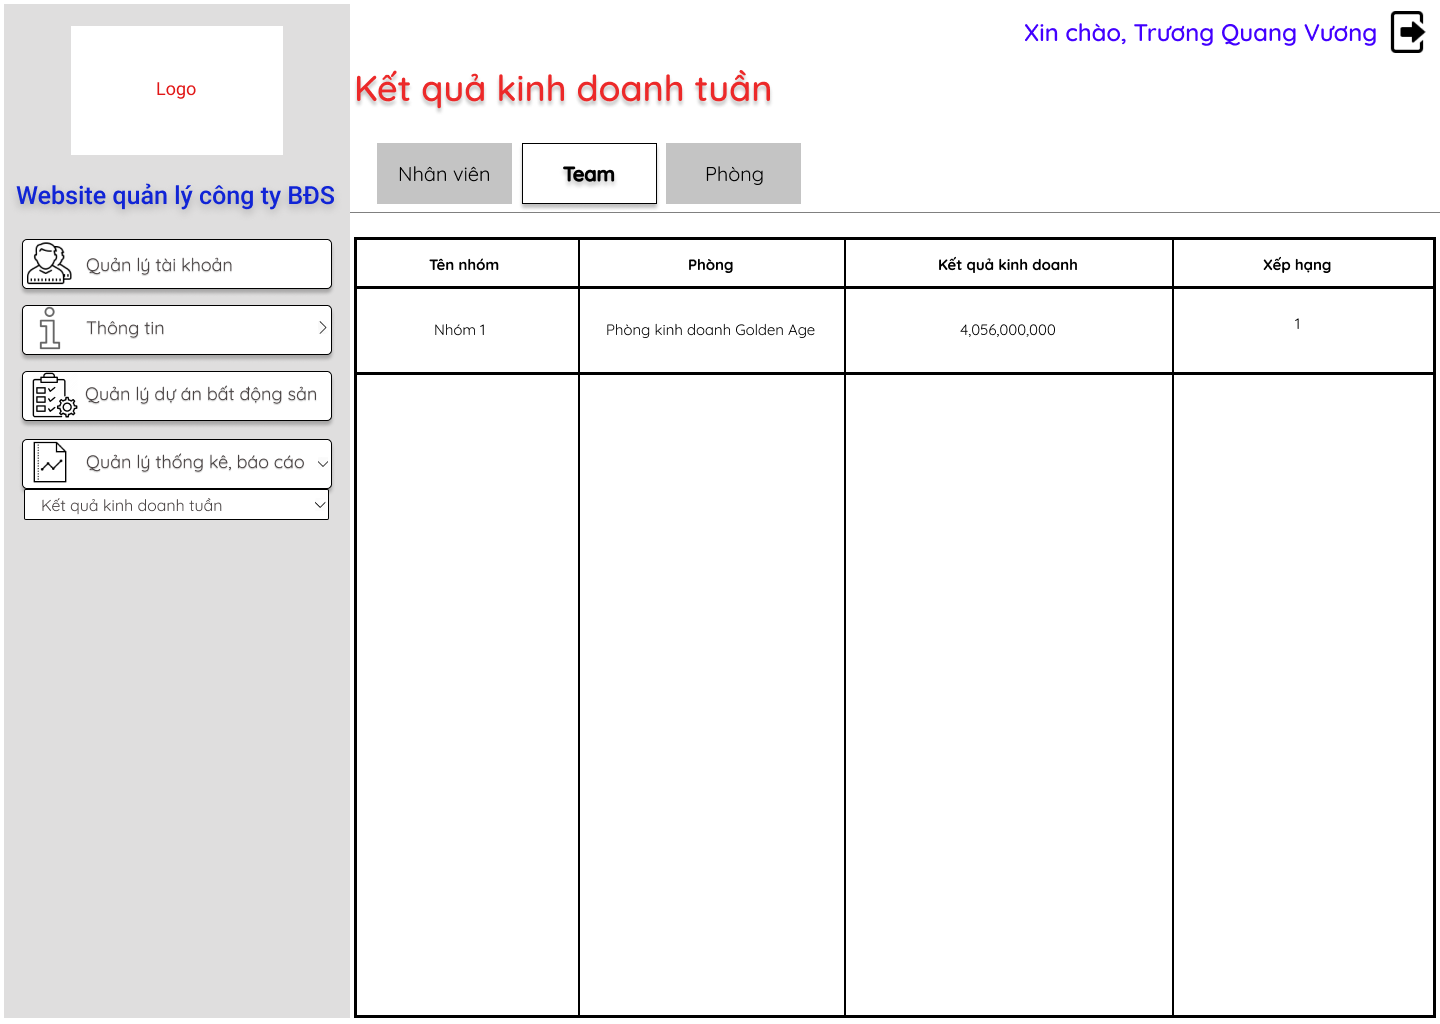 Logo
Website quản lý công ty BĐS
Quản lý tài khoản
Thông tin
Quản lý dự án bất động sản
Quản lý thống kê, báo cáo
Kết quả kinh doanh tuần
Xin chào, Trương Quang Vương
Kết quả kinh doanh tuần
Nhân viên Team Phòng
Tên nhóm Phòng Kết quả kinh doanh Xếp hạng
Nhóm 1 Phòng kinh doanh Golden Age 4,056,000,000 1